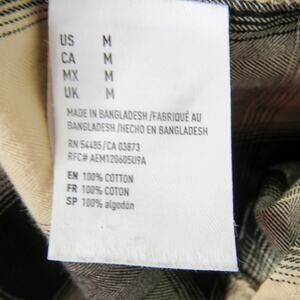 US M
CA M
MX M
UK M
MADE IN BANGLADESH /FABRIQUÉ AU
BANGLADESH /HECHO EN BANGLADESH
RN 54485/CA 03873
RFC# AEM120605U9A
EN 100% COTTON
FR 100% COTON
SP 100% algodón